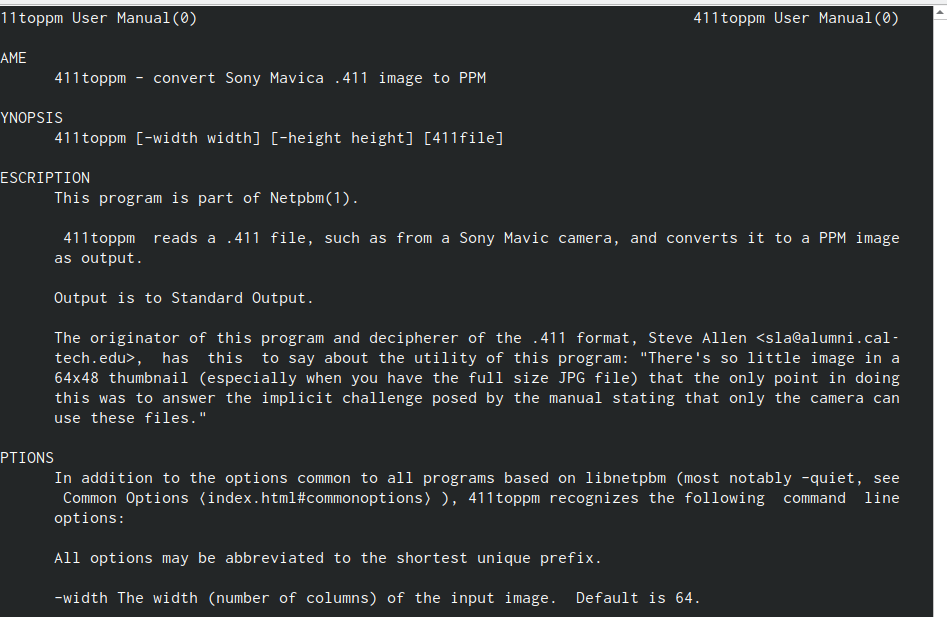 11toppm User Manual(0) 411toppm User Manual(0)
AME
411toppm - convert Sony Mavica .411 image to PPM
YNOPSIS
411toppm [-width width] [-height height] [411file]
ESCRIPTION
This program is part of Netpbm(1).
411toppm reads a .411 file, such as from a Sony Mavic camera, and converts it to a PPM image
as output.
Output is to Standard Output.
The originator of this program and decipherer of the .411 format, Steve Allen <sla@alumni.cal-
tech.edu>, has this to say about the utility of this program: "There's so little image in a
64x48 thumbnail (especially when you have the full size JPG file) that the only point in doing
this was to answer the implicit challenge posed by the manual stating that only the camera can
use these files."
PTIONS
In addition to the options common to all programs based on libnetpbm (most notably -quiet, see
Common Options ⟨index.html#commonoptions⟩ ), 411toppm recognizes the following command line
options:
All options may be abbreviated to the shortest unique prefix.
-width The width (number of columns) of the input image. Default is 64.